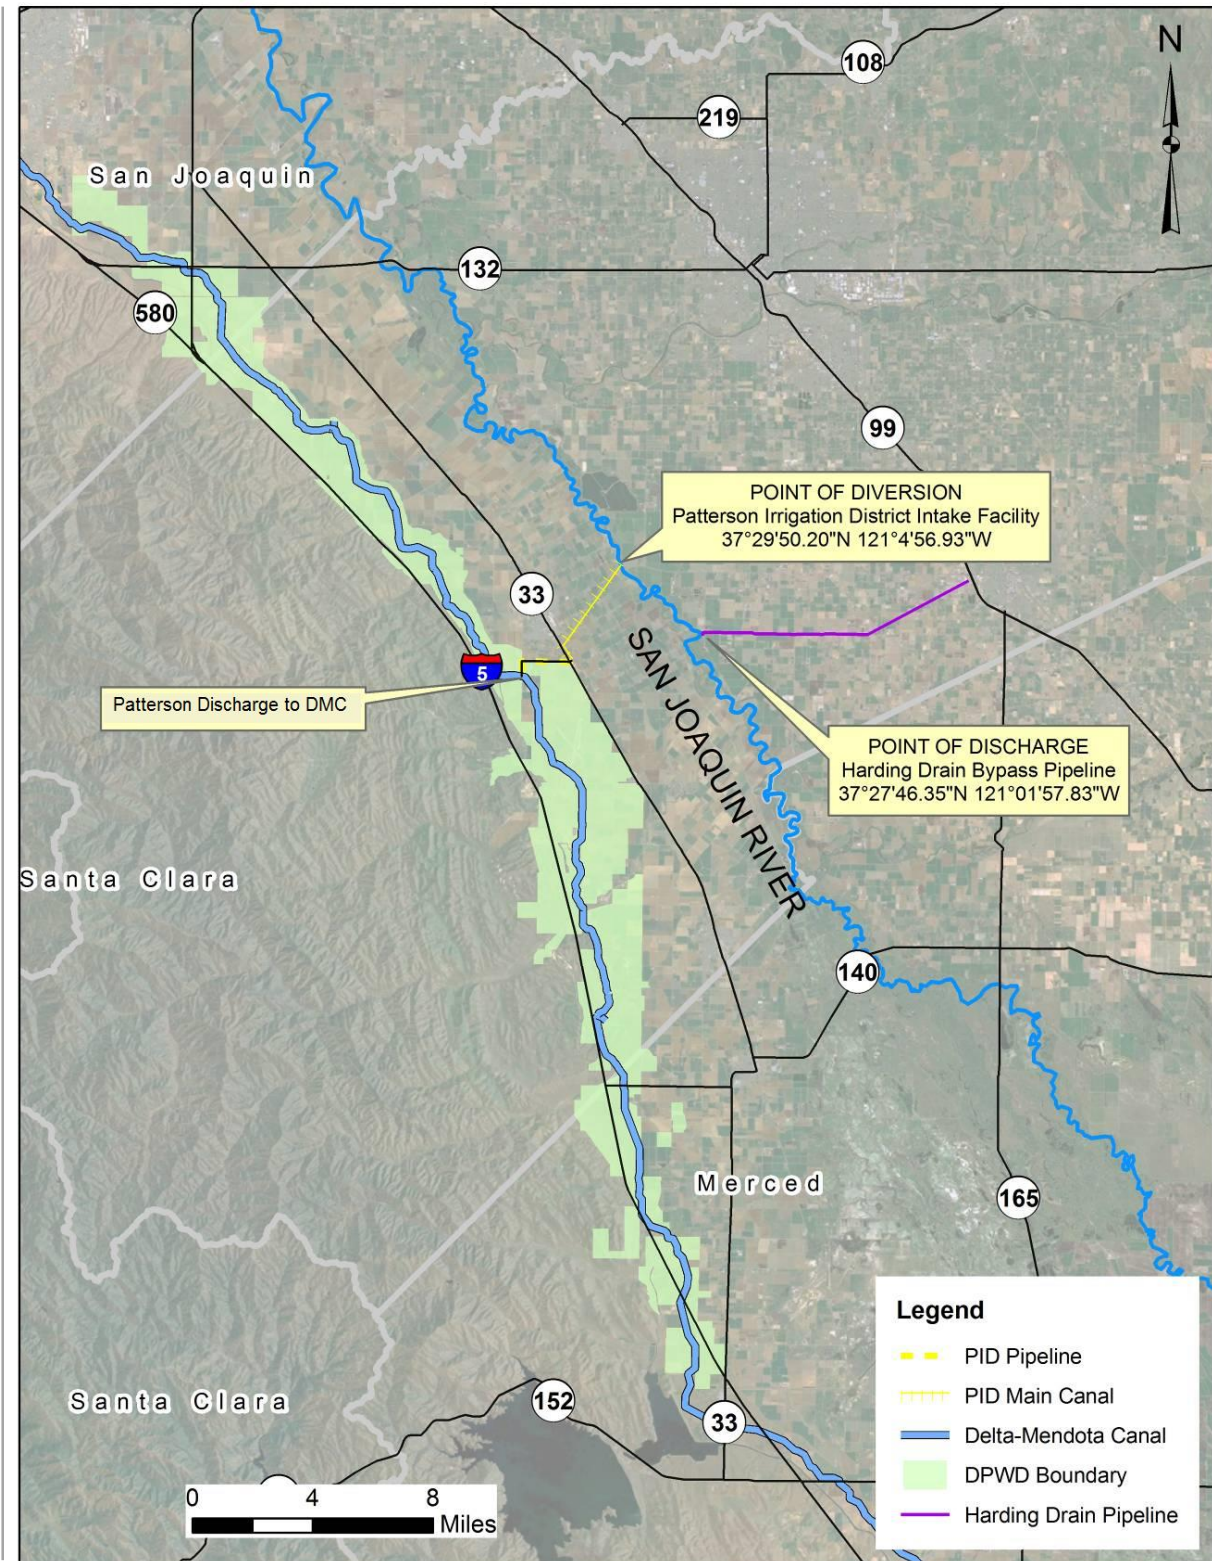 N
108
219
San Joaquin
132
580
99
POINT OF DIVERSION
Patterson Irrigation District Intake Facility
37°29'50.20"N 121°4'56.93"W
33
5
Patterson Discharge to DMC
SAN JOAQUIN RIVER
POINT OF DISCHARGE
Harding Drain Bypass Pipeline
37°27'46.35"N 121°01'57.83"W
Santa Clara
140
Merced
165
Santa Clara
152
33
0 4 8
Miles
Legend
PID Pipeline
PID Main Canal
Delta-Mendota Canal
DPWD Boundary
Harding Drain Pipeline